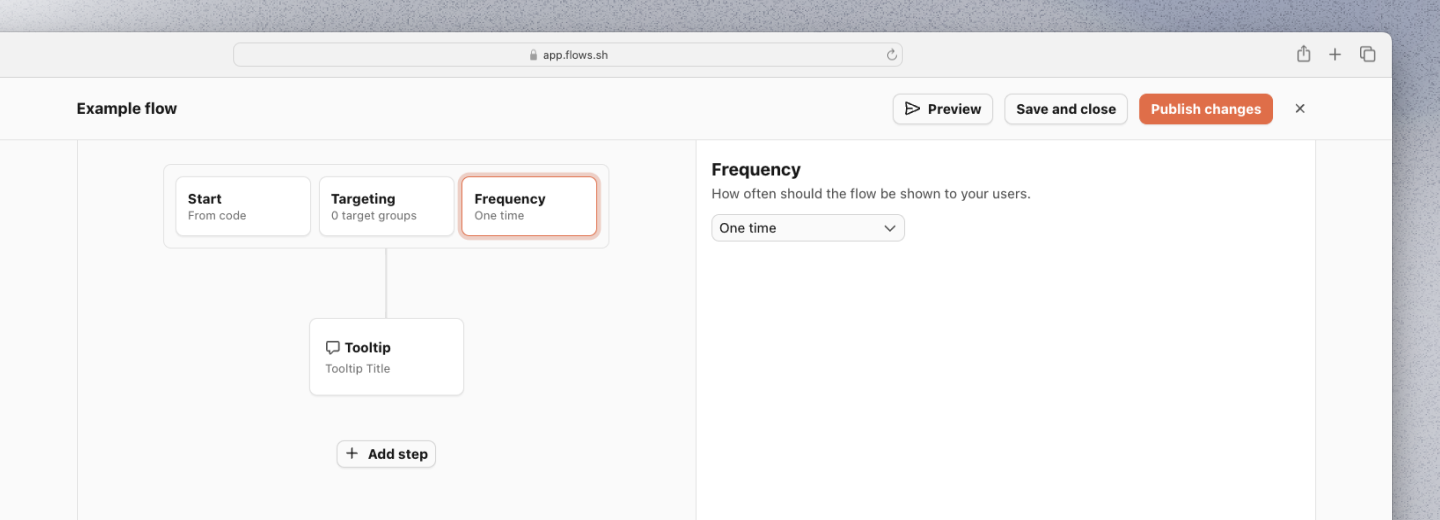 app.flows.sh
Example flow
Preview
Save and close
Publish changes
Start
From code
Targeting
0 target groups
Frequency
One time
Tooltip
Tooltip Title
Add step
Frequency
How often should the flow be shown to your users.
One time